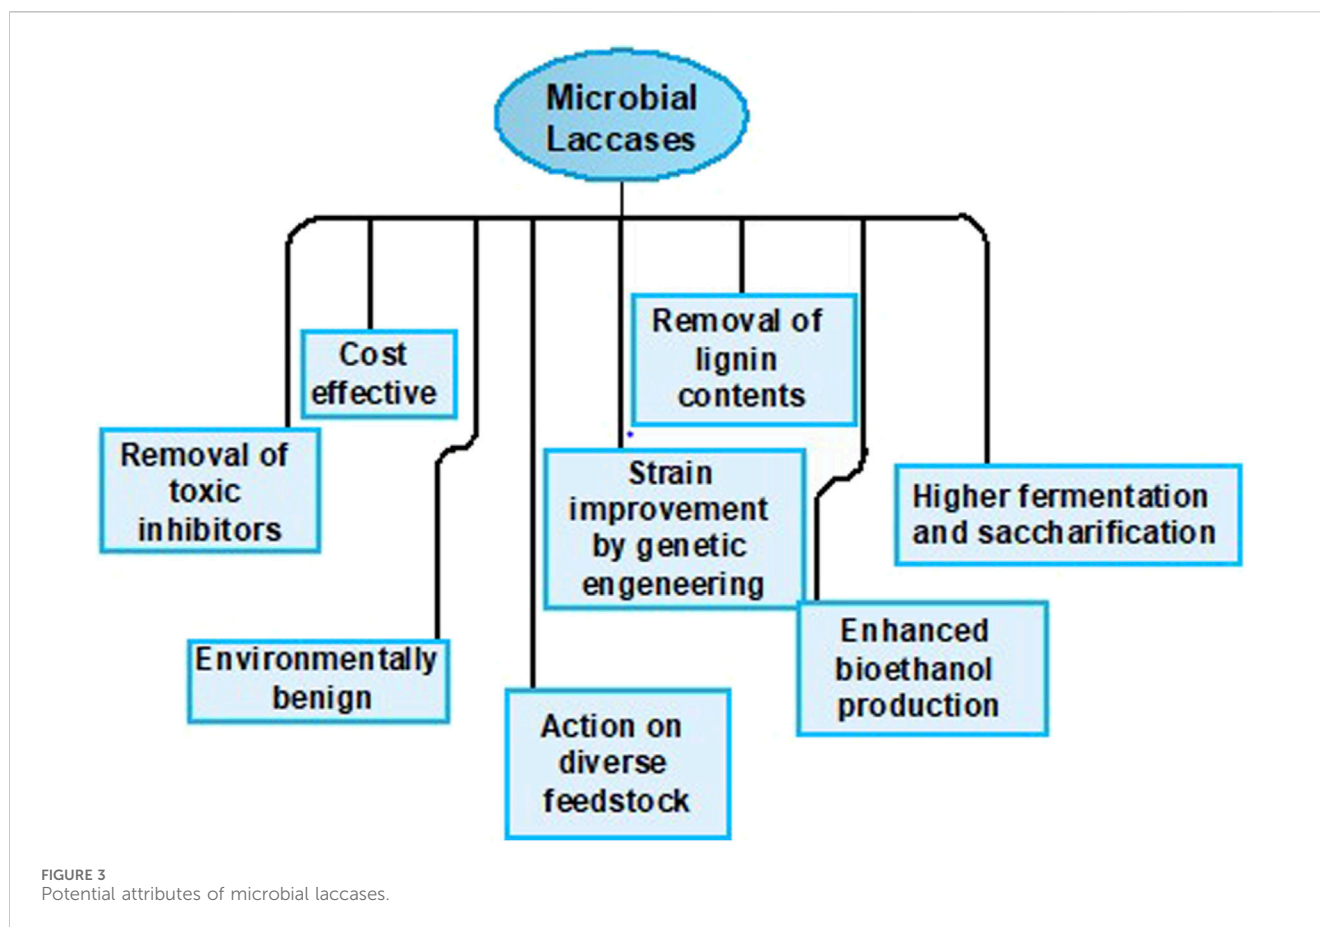 Microbial
Laccases
Removal of
toxic
inhibitors
Cost
effective
Environmentally
benign
Action on
diverse
feedstock
Strain
improvement
by genetic
engeneering
Removal of
lignin
contents
Enhanced
bioethanol
production
Higher fermentation
and saccharification
FIGURE 3
Potential attributes of microbial laccases.